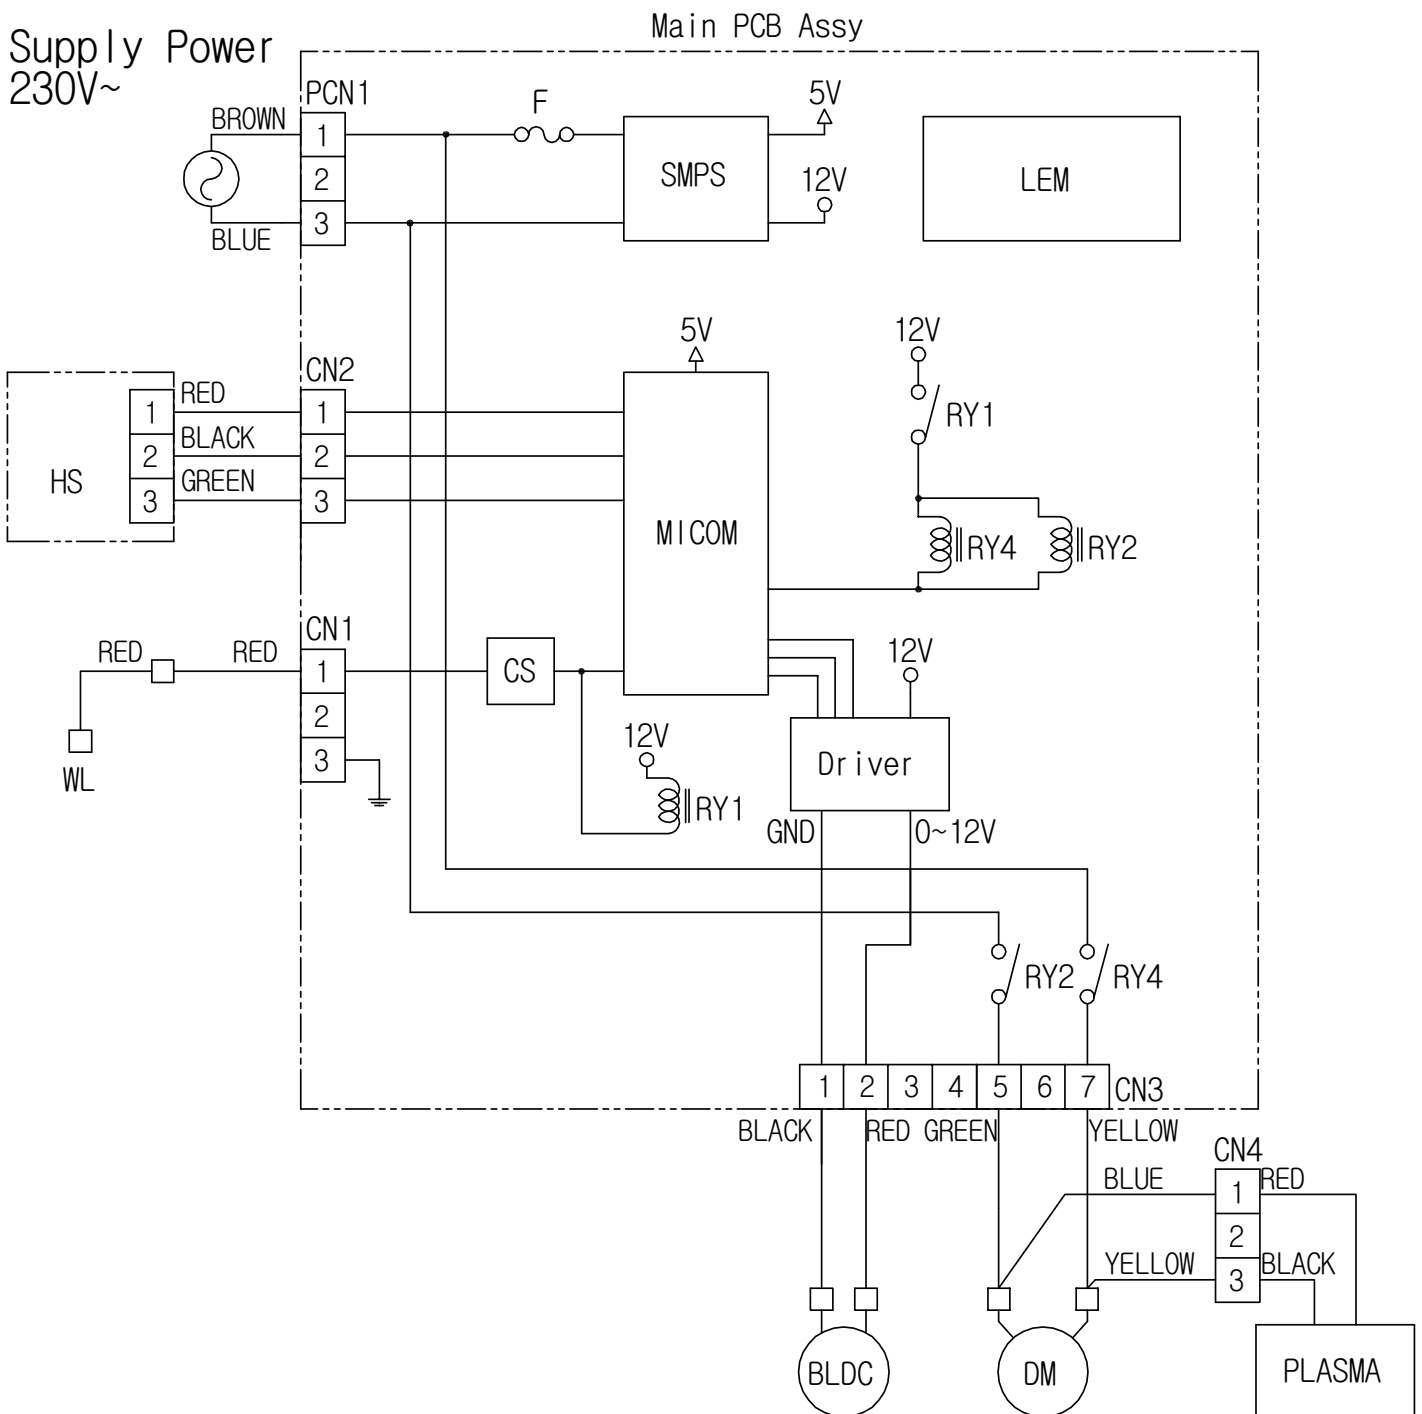 Main PCB Assy
Supply Power
230V~
PCN1
BROWN
1
2
3
BLUE
F
SMPS
5V
12V
LEM
CN2
HS
1
2
3
RED
BLACK
GREEN
1
2
3
5V
MICOM
12V
RY1
RY4
RY2
CN1
RED
RED
1
2
3
WL
CS
12V
RY1
12V
Driver
GND
0~12V
RY2
RY4
1 2 3 4 5 6 7
CN3
BLACK
RED
GREEN
YELLOW
CN4
BLUE
1
RED
2
YELLOW
3
BLACK
BLDC
DM
PLASMA